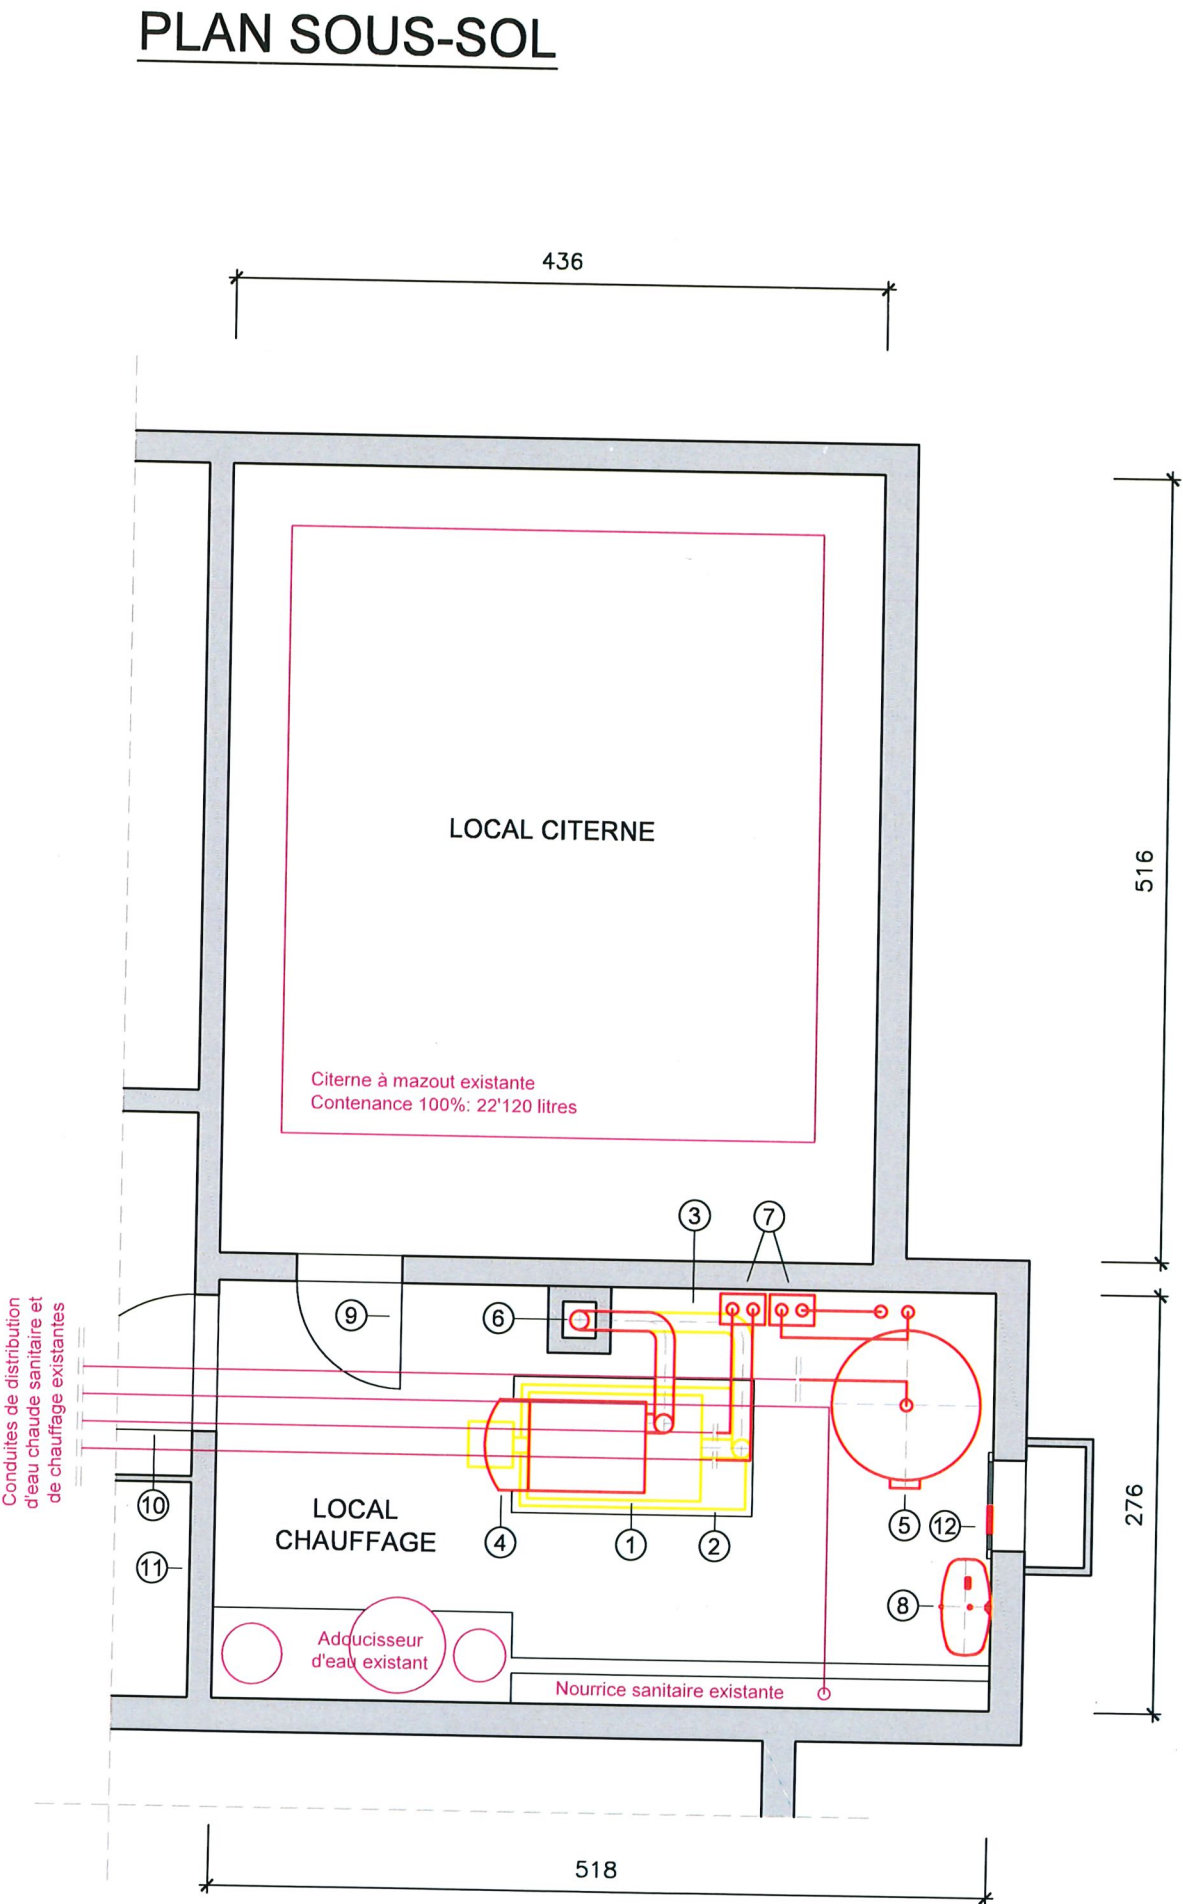 PLAN SOUS-SOL
436
516
LOCAL CITERNE
Citerne à mazout existante
Contenance 100%: 22'120 litres
3
7
6
9
Conduites de distribution
d'eau chaude sanitaire et
de chauffage existantes
276
10
LOCAL
CHAUFFAGE
4
1
2
5
12
11
8
Adoucisseur
d'eau existant
Nourrice sanitaire existante
518